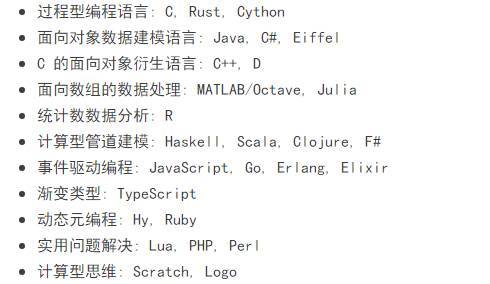 过程型编程语言: C, Rust, Cython
面向对象数据建模语言: Java, C#, Eiffel
C 的面向对象衍生语言: C++, D
面向数组的数据处理: MATLAB/Octave, Julia
统计数数据分析: R
计算型管道建模: Haskell, Scala, Clojure, F#
事件驱动编程: JavaScript, Go, Erlang, Elixir
渐变类型: TypeScript
动态元编程: Hy, Ruby
实用问题解决: Lua, PHP, Perl
计算型思维: Scratch, Logo